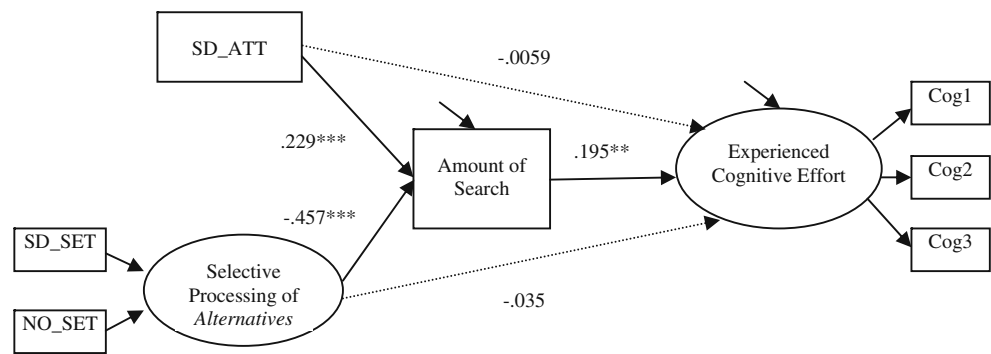 SD_ATT
-.0059
Cog1
.229***
Amount of
Search
.195**
Experienced
Cognitive Effort
Cog2
-.457***
SD_SET
Cog3
Selective
Processing of
Alternatives
-.035
NO_SET